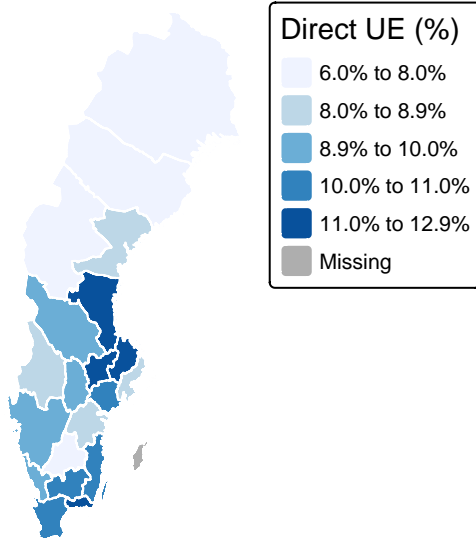 Direct UE (%)
6.0% to 8.0%
8.0% to 8.9%
8.9% to 10.0%
10.0% to 11.0%
11.0% to 12.9%
Missing